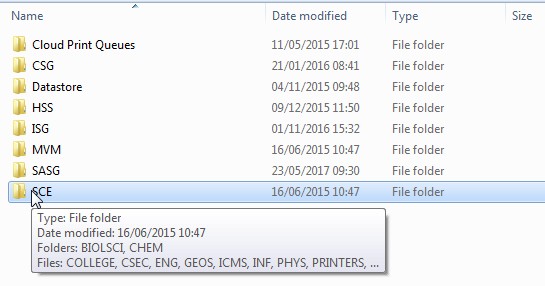 Name Date modified Type Size
Cloud Print Queues 11/05/2015 17:01 File folder
CSG 21/01/2016 08:41 File folder
Datastore 04/11/2015 09:48 File folder
HSS 09/12/2015 11:50 File folder
ISG 01/11/2016 15:32 File folder
MVM 16/06/2015 10:47 File folder
SASG 23/05/2017 09:30 File folder
SCE 16/06/2015 10:47 File folder
Type: File folder
Date modified: 16/06/2015 10:47
Folders: BIOLSCI, CHEM
Files: COLLEGE, CSEC, ENG, GEOS, ICMS, INF, PHYS, PRINTERS, ...